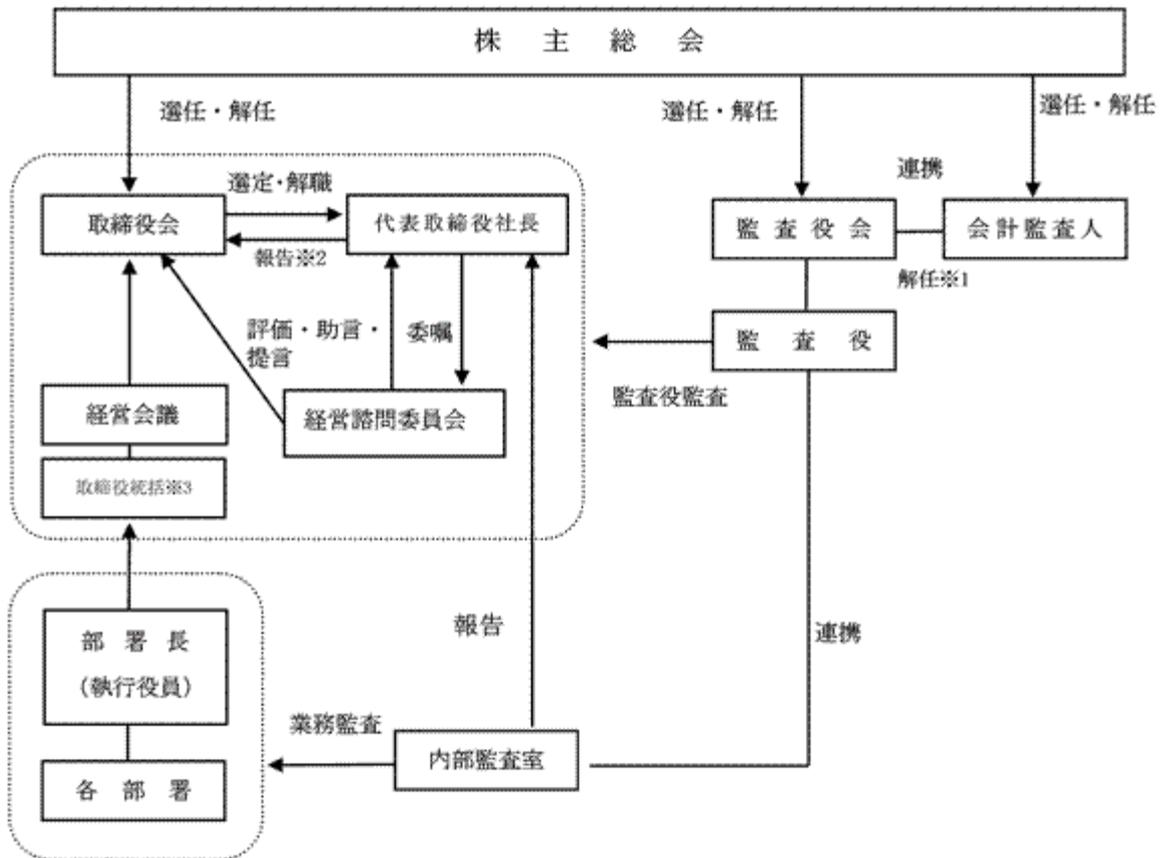 株主総会
選任・解任
選任・解任
選任・解任
連携
選定・解職
取締役会
代表取締役社長
監査役会
会計監査人
報告※2
解任※1
評価・助言・
提言
委嘱
監査役
監査役監査
経営会議
経営諮問委員会
取締役統括※3
部署長
(執行役員)
報告
連携
業務監査
内部監査室
各部署